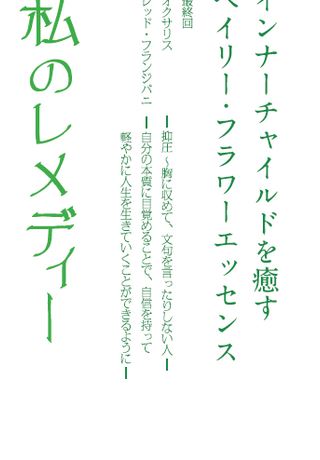 インナーチャイルドを癒す
ベイリー・フラワーエッセンス
最終回
オクサリス ー抑圧～胸に収めて、文句を言ったりしない人ー
レッド・フランジパニ ー自分の本質に目覚めることで、自信を持って
軽やかに人生を生きていくことができるようにー
私のレメディー